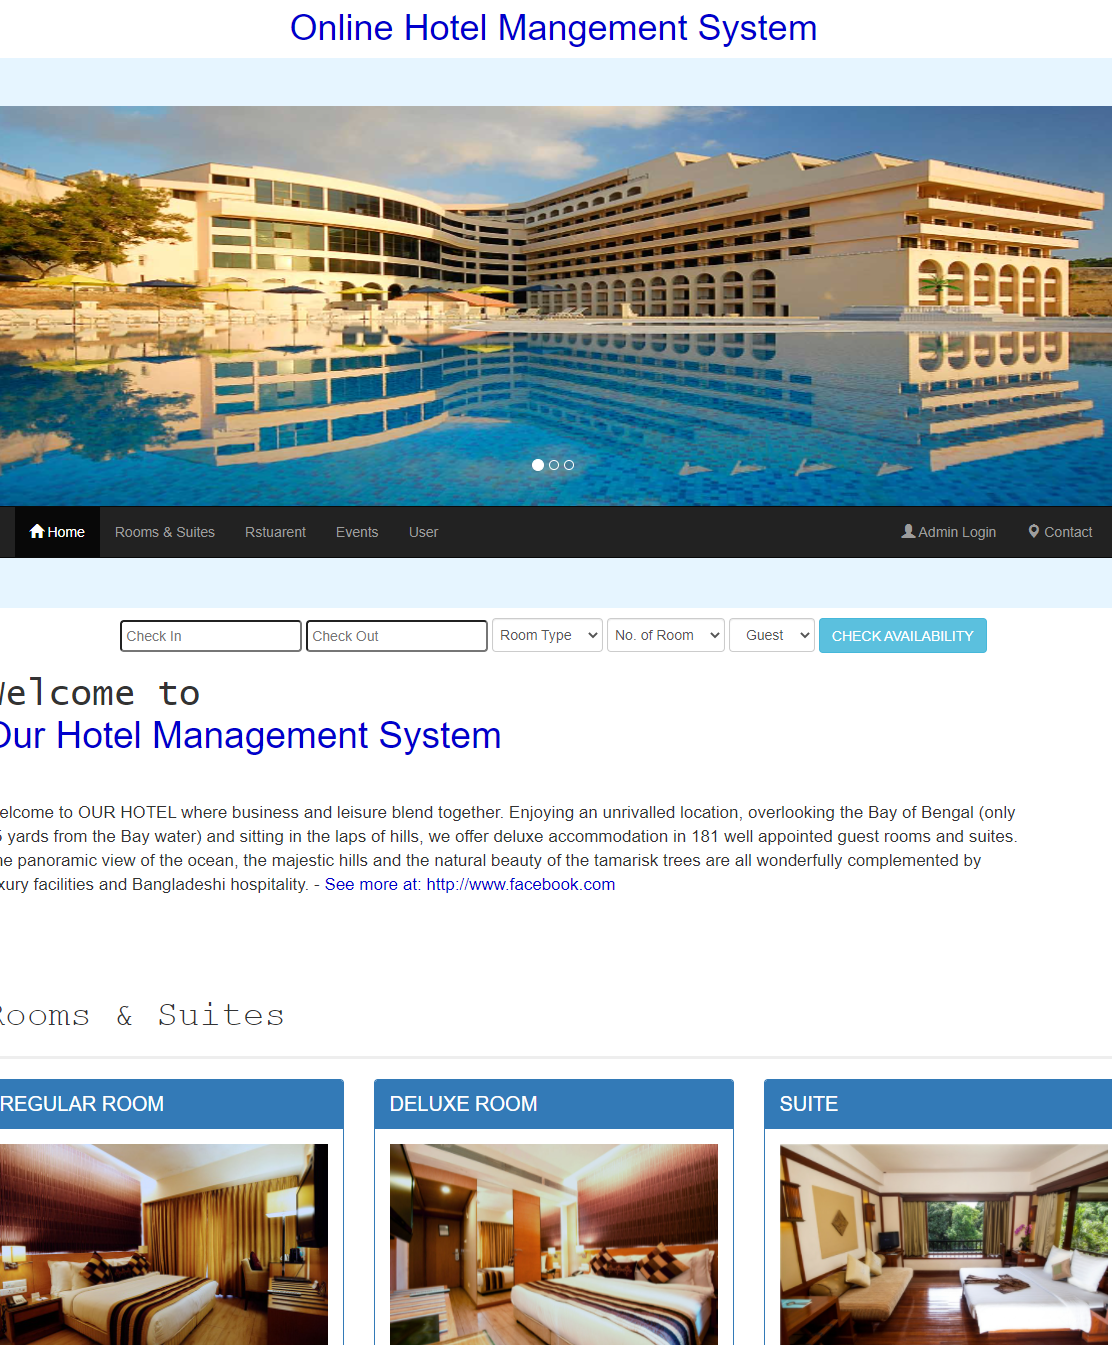 Online Hotel Mangement System
Home Rooms & Suites Rstuarent Events User Admin Login Contact
Check In Check Out Room Type No. of Room Guest CHECK AVAILABILITY
Welcome to
Our Hotel Management System
elcome to OUR HOTEL where business and leisure blend together. Enjoying an unrivalled location, overlooking the Bay of Bengal (only
5 yards from the Bay water) and sitting in the laps of hills, we offer deluxe accommodation in 181 well appointed guest rooms and suites.
he panoramic view of the ocean, the majestic hills and the natural beauty of the tamarisk trees are all wonderfully complemented by
xury facilities and Bangladeshi hospitality. - See more at: http://www.facebook.com
Rooms & Suites
REGULAR ROOM DELUXE ROOM SUITE